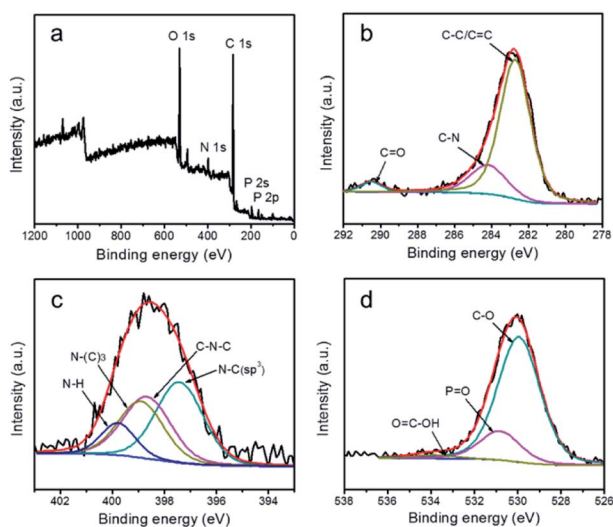 a
O 1s
C 1s
N 1s
P 2s
P 2p
Intensity (a.u.)
1200 1000 800 600 400 200 0
Binding energy (eV)
b
C-C/C=C
C-N
C=O
Intensity (a.u.)
292 290 288 286 284 282 280 278
Binding energy (eV)
c
N-(C)3
N-H
C-N-C
N-C(sp³)
Intensity (a.u.)
402 400 398 396 394
Binding energy (eV)
d
C-O
P=O
O=C-OH
Intensity (a.u.)
538 536 534 532 530 528 526
Binding energy (eV)